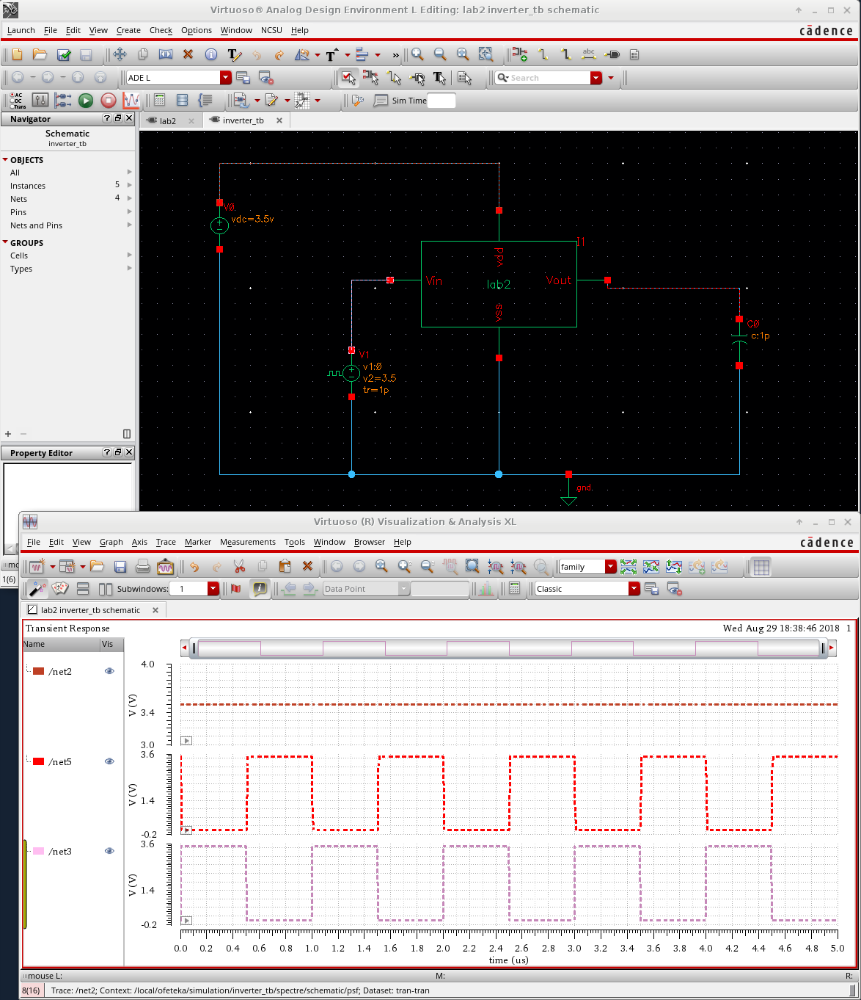 Virtuoso® Analog Design Environment L Editing: lab2 inverter_tb schematic
Launch File Edit View Create Check Options Window NCSU Help
cādence
T T » abc
ADE L
Search
AC
DC
Trans
Sim Time
Navigator
lab2
inverter_tb
Schematic
inverter_tb
OBJECTS
All
Instances 5
Nets 4
Pins
Nets and Pins
GROUPS
Cells
Types
Property Editor
V0
vdc=3.5v
I1
vdd
Vin
lab2
Vout
vss
C0
c:1p
V1
v1:0
v2=3.5
tr=1p
gnd
mo
1(6)
Virtuoso (R) Visualization & Analysis XL
File Edit View Graph Axis Trace Marker Measurements Tools Window Browser Help
cādence
family
Subwindows: 1
Data Point
Classic
lab2 inverter_tb schematic
Transient Response
Wed Aug 29 18:38:46 2018 1
Name Vis
/net2
V (V)
4.0
3.4
3.0
/net5
V (V)
3.6
1.4
-0.2
/net3
V (V)
3.6
1.4
-0.2
0.0 0.2 0.4 0.6 0.8 1.0 1.2 1.4 1.6 1.8 2.0 2.2 2.4 2.6 2.8 3.0 3.2 3.4 3.6 3.8 4.0 4.2 4.4 4.6 4.8 5.0
time (us)
mouse L: M: R:
8(16) Trace: /net2; Context: /local/ofeteka/simulation/inverter_tb/spectre/schematic/psf; Dataset: tran-tran